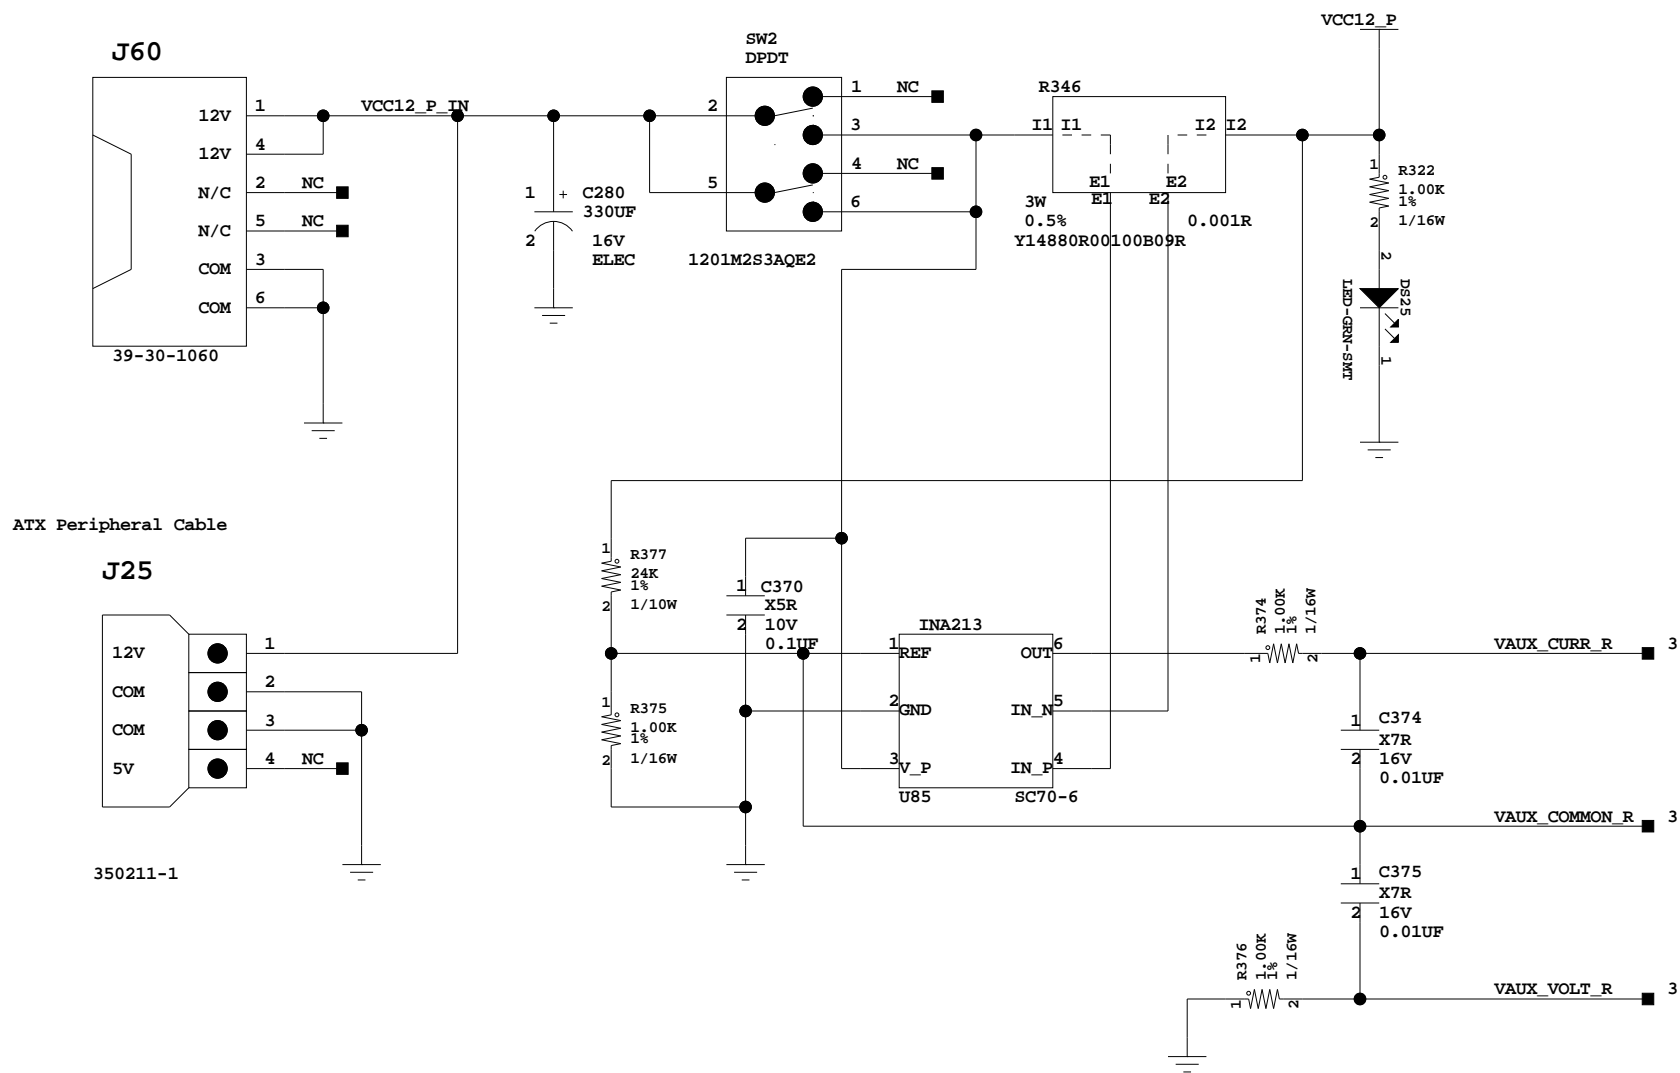 VCC12_P
SW2
DPDT
J60
12V 1
VCC12_P_IN
12V 4
N/C 2 NC
N/C 5 NC
COM 3
COM 6
39-30-1060
2
5
1 NC
3
4 NC
6
1201M2S3AQE2
1 + C280
330UF
2 16V
ELEC
R346
I1 I1
I2 I2
E1 E2
E1 E2
3W
0.5%
0.001R
Y14880R00100B09R
1 R322
1.00K
1%
2 1/16W
2
DS25
LED-GRN-SMT
1
ATX Peripheral Cable
J25
12V 1
COM 2
COM 3
5V 4 NC
350211-1
1 R377
24K
1%
2 1/10W
1 C370
X5R
2 10V
0.1UF
1 R375
1.00K
1%
2 1/16W
INA213
1 REF OUT 6
2 GND IN_N 5
3 V_P IN_P 4
U85 SC70-6
R374
1.00K
1%
1/16W
1 2
VAUX_CURR_R 3
1 C374
X7R
2 16V
0.01UF
VAUX_COMMON_R 3
1 C375
X7R
2 16V
0.01UF
R376
1.00K
1%
1/16W
1 2
VAUX_VOLT_R 3